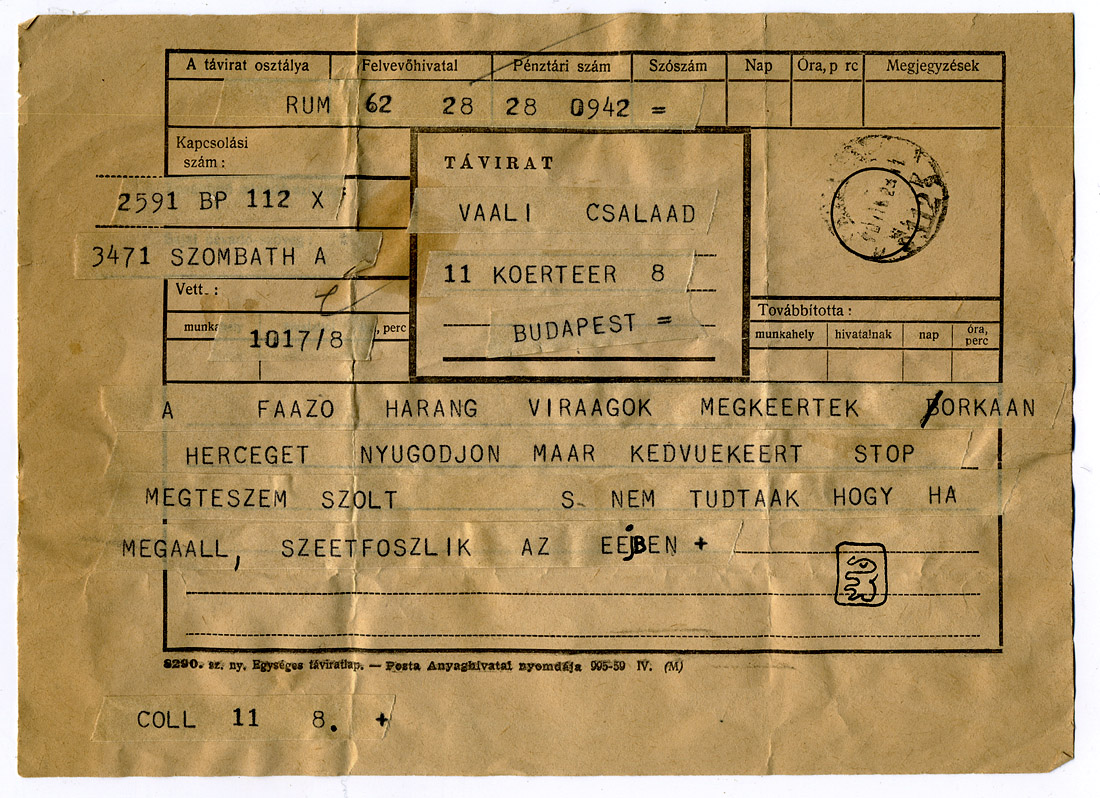 A távirat osztálya Felvevőhivatal Pénztári szám Szószám Nap Óra, p rc Megjegyzések
RUM 62 28 28 0942 =
Kapcsolási
szám :
TÁVIRAT
2591 BP 112 X
VAALI CSALAAD
3471 SZOMBATH A
11 KOERTEER 8
Vett. :
Továbbította :
munka , perc
1017/8
BUDAPEST =
munkahely hivatalnak nap óra, perc
A FAAZO HARANG VIRAAGOK MEGKEERTEK BORKAAN
HERCEGET NYUGODJON MAAR KEDVUEKEERT STOP
MEGTESZEM SZOLT S NEM TUDTAAK HOGY HA
MEGAALL, SZEETFOSZLIK AZ EEJBEN +
8290. sz. ny. Egységes táviratlap. — Posta Anyaghivatal nyomdája 995-59 IV. (M)
COLL 11 8. +